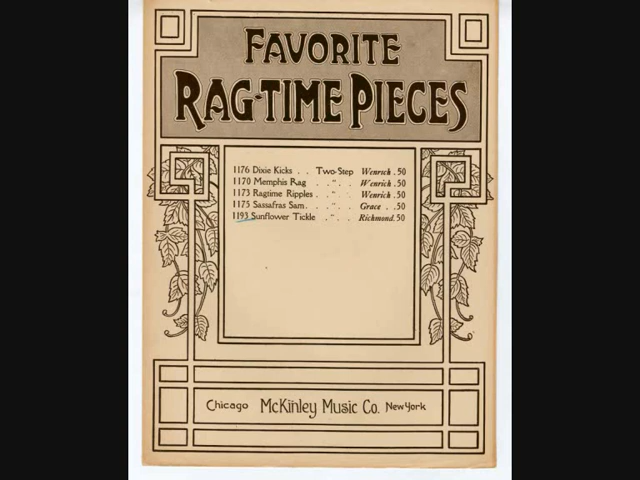 FAVORITE
RAG-TIME PIECES
1176 Dixie Kicks . . Two-Step Wenrich .50
1170 Memphis Rag . " . . Wenrich .50
1173 Ragtime Ripples . " . Wenrich .50
1175 Sassafras Sam . . " . . Grace . .50
1193 Sunflower Tickle . " . . Richmond .50
Chicago McKinley Music Co. New York